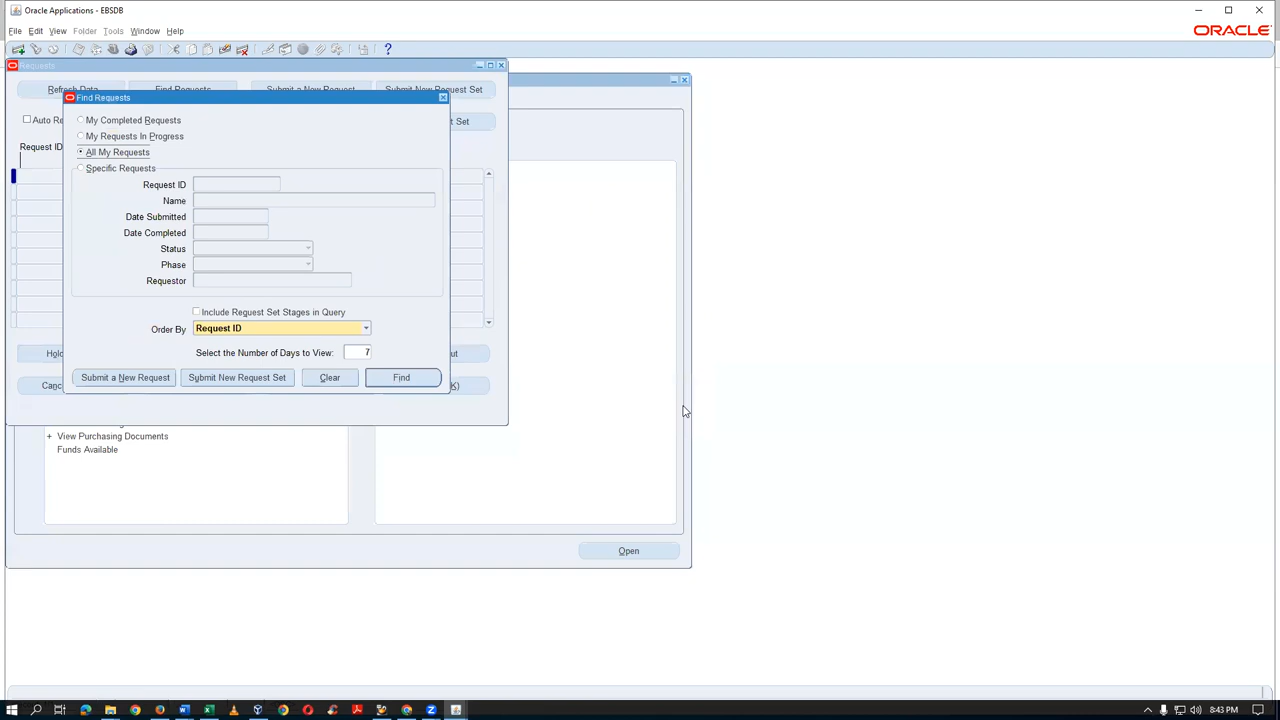 Oracle Applications - EBSDB
File Edit View Folder Tools Window Help
ORACLE
Requests
Refresh Data Find Requests Submit a New Request Submit New Request Set
Find Requests
Auto Re
My Completed Requests
t Set
My Requests In Progress
Request ID
All My Requests
Specific Requests
Request ID
Name
Date Submitted
Date Completed
Status
Phase
Requestor
Include Request Set Stages in Query
Order By Request ID
Select the Number of Days to View: 7
Hold
ut
Submit a New Request Submit New Request Set Clear Find
Canc
K)
View Purchasing Documents
Funds Available
Open
8:43 PM